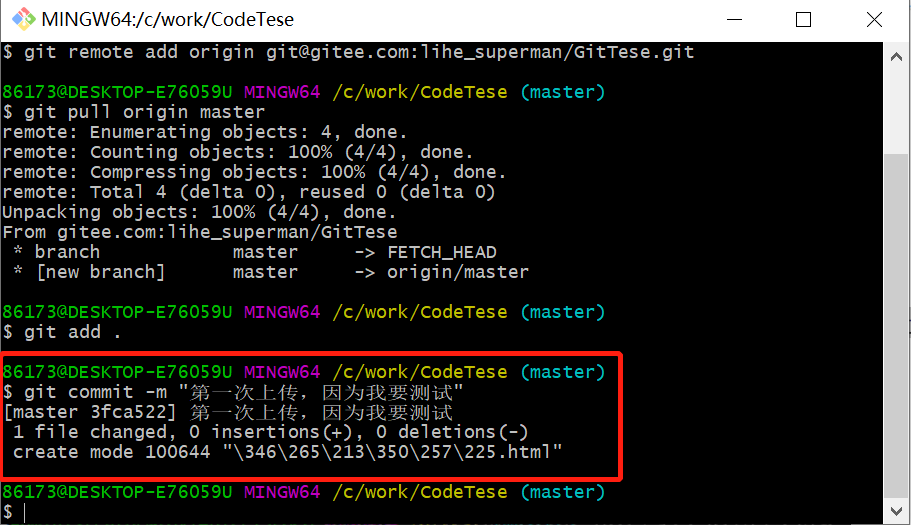 MINGW64:/c/work/CodeTese
$ git remote add origin git@gitee.com:lihe_superman/GitTese.git
86173@DESKTOP-E76059U MINGW64 /c/work/CodeTese (master)
$ git pull origin master
remote: Enumerating objects: 4, done.
remote: Counting objects: 100% (4/4), done.
remote: Compressing objects: 100% (4/4), done.
remote: Total 4 (delta 0), reused 0 (delta 0)
Unpacking objects: 100% (4/4), done.
From gitee.com:lihe_superman/GitTese
 * branch            master     -> FETCH_HEAD
 * [new branch]      master     -> origin/master
86173@DESKTOP-E76059U MINGW64 /c/work/CodeTese (master)
$ git add .
86173@DESKTOP-E76059U MINGW64 /c/work/CodeTese (master)
$ git commit -m "第一次上传，因为我要测试"
[master 3fca522] 第一次上传，因为我要测试
 1 file changed, 0 insertions(+), 0 deletions(-)
 create mode 100644 "\346\265\213\350\257\225.html"
86173@DESKTOP-E76059U MINGW64 /c/work/CodeTese (master)
$